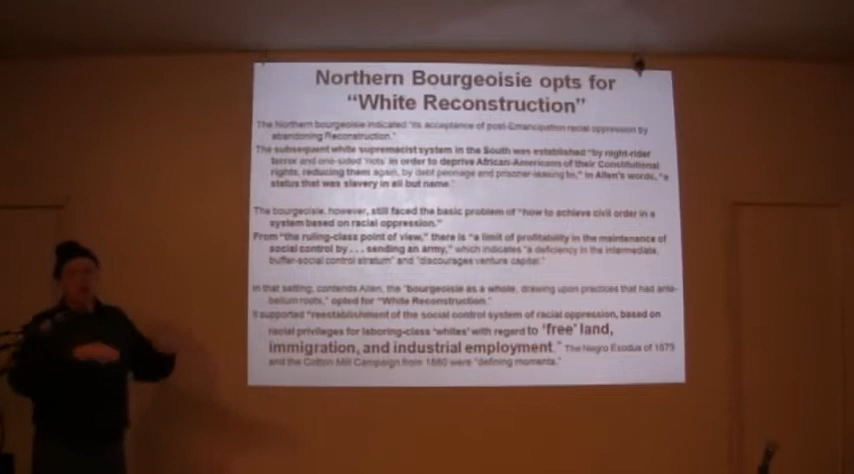 Northern Bourgeoisie opts for
“White Reconstruction”
The Northern bourgeoisie indicated “its acceptance of post-Emancipation racial oppression by
abandoning Reconstruction.”
The subsequent white supremacist system in the South was established “by night-rider
terror and one-sided ‘riots’ in order to deprive African-Americans of their Constitutional
rights, reducing them again, by debt peonage and prisoner-leasing to,” in Allen’s words, “a
status that was slavery in all but name.”
The bourgeoisie, however, still faced the basic problem of “how to achieve civil order in a
system based on racial oppression.”
From “the ruling-class point of view,” there is “a limit of profitability in the maintenance of
social control by . . . sending an army,” which indicates “a deficiency in the intermediate,
buffer-social control stratum” and “discourages venture capital.”
In that setting, contends Allen, the “bourgeoisie as a whole, drawing upon practices that had ante-
bellum roots,” opted for “White Reconstruction.”
It supported “reestablishment of the social control system of racial oppression, based on
racial privileges for laboring-class ‘whites’ with regard to ‘free’ land,
immigration, and industrial employment.” The Negro Exodus of 1879
and the Cotton Mill Campaign from 1880 were “defining moments.”